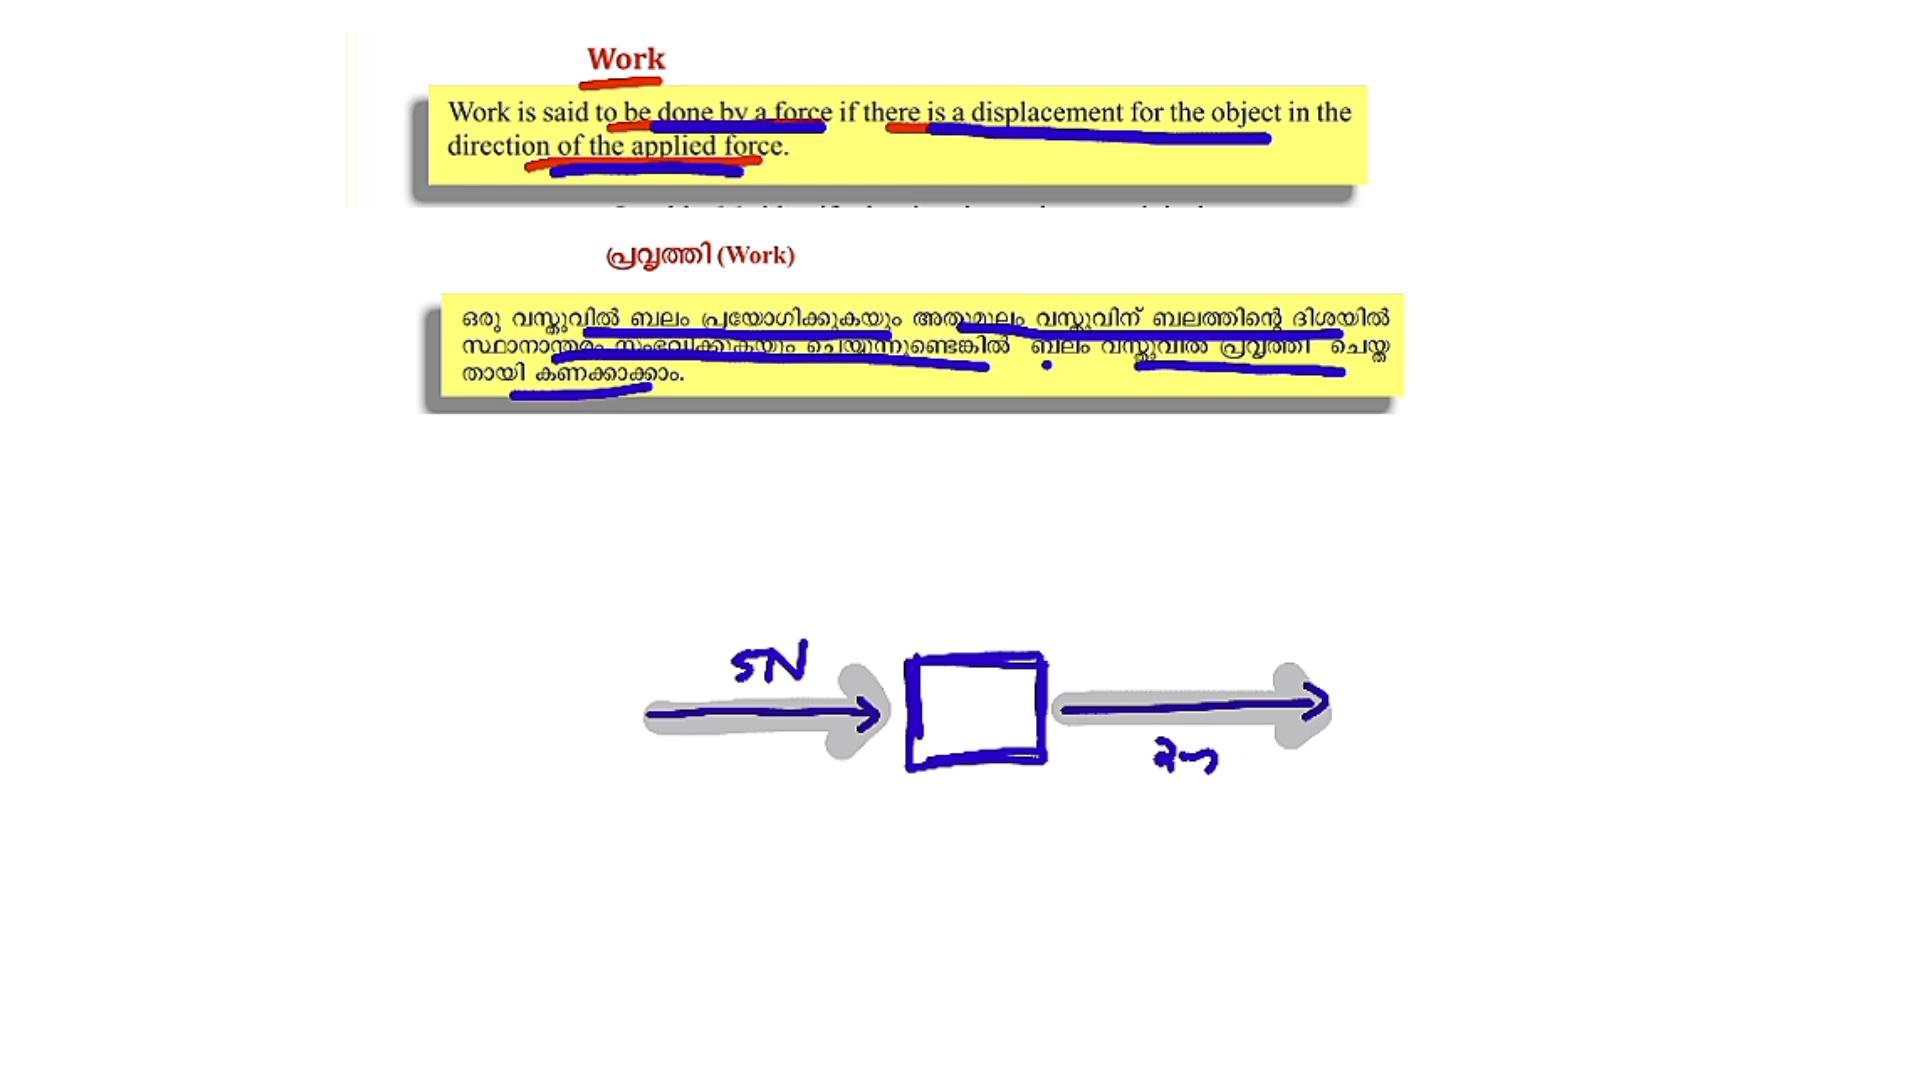 Work
Work is said to be done by a force if there is a displacement for the object in the
direction of the applied force.
പ്രവൃത്തി (Work)
ഒരു വസ്തുവിൽ ബലം പ്രയോഗിക്കുകയും അതുമൂലം വസ്തുവിന് ബലത്തിന്റെ ദിശയിൽ
സ്ഥാനാന്തരം സംഭവിക്കുകയും ചെയ്യുന്നുണ്ടെങ്കിൽ ബലം വസ്തുവിൽ പ്രവൃത്തി ചെയ്ത
തായി കണക്കാക്കാം.
5N
2m